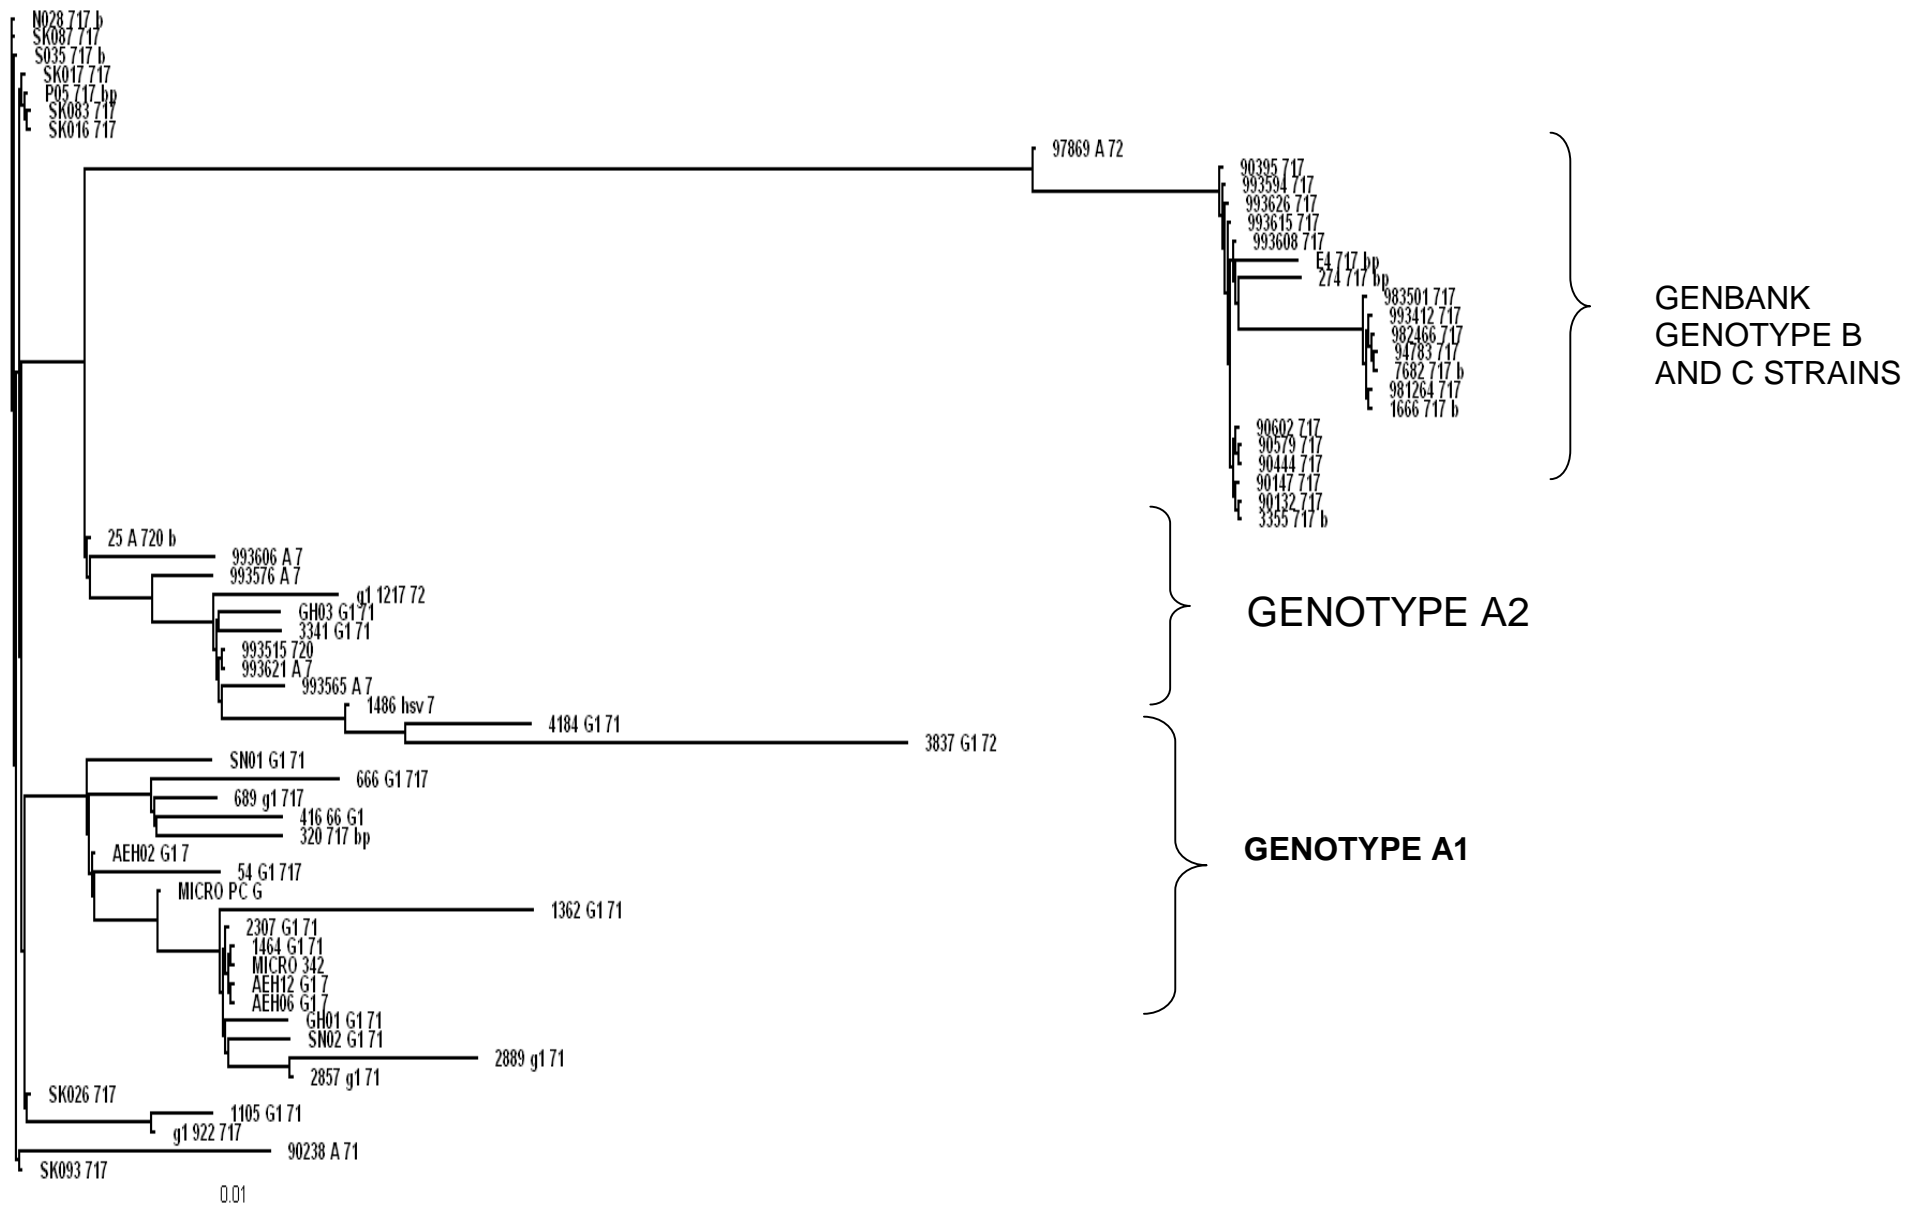 N028 717 b
SK087 717
S035 717 b
SK017 717
P05 717 bp
SK083 717
SK016 717
97869 A 72
90395 717
993594 717
993626 717
993615 717
993608 717
E4 717 bp
274 717 bp
983501 717
993412 717
982466 717
94783 717
7682 717 b
981264 717
1666 717 b
90602 717
90579 717
90444 717
90147 717
90132 717
3355 717 b
GENBANK
GENOTYPE B
AND C STRAINS
25 A 720 b
993606 A 7
993576 A 7
g1 1217 72
GH03 G1 71
3341 G1 71
993515 720
993621 A 7
993565 A 7
1486 hsv 7
GENOTYPE A2
4184 G1 71
3837 G1 72
SN01 G1 71
666 G1 717
689 g1 717
416 66 G1
320 717 bp
AEH02 G1 7
54 G1 717
MICRO PC G
1362 G1 71
2307 G1 71
1464 G1 71
MICRO 342
AEH12 G1 7
AEH06 G1 7
GH01 G1 71
SN02 G1 71
2889 g1 71
2857 g1 71
GENOTYPE A1
SK026 717
1105 G1 71
g1 922 717
90238 A 71
SK093 717
0.01